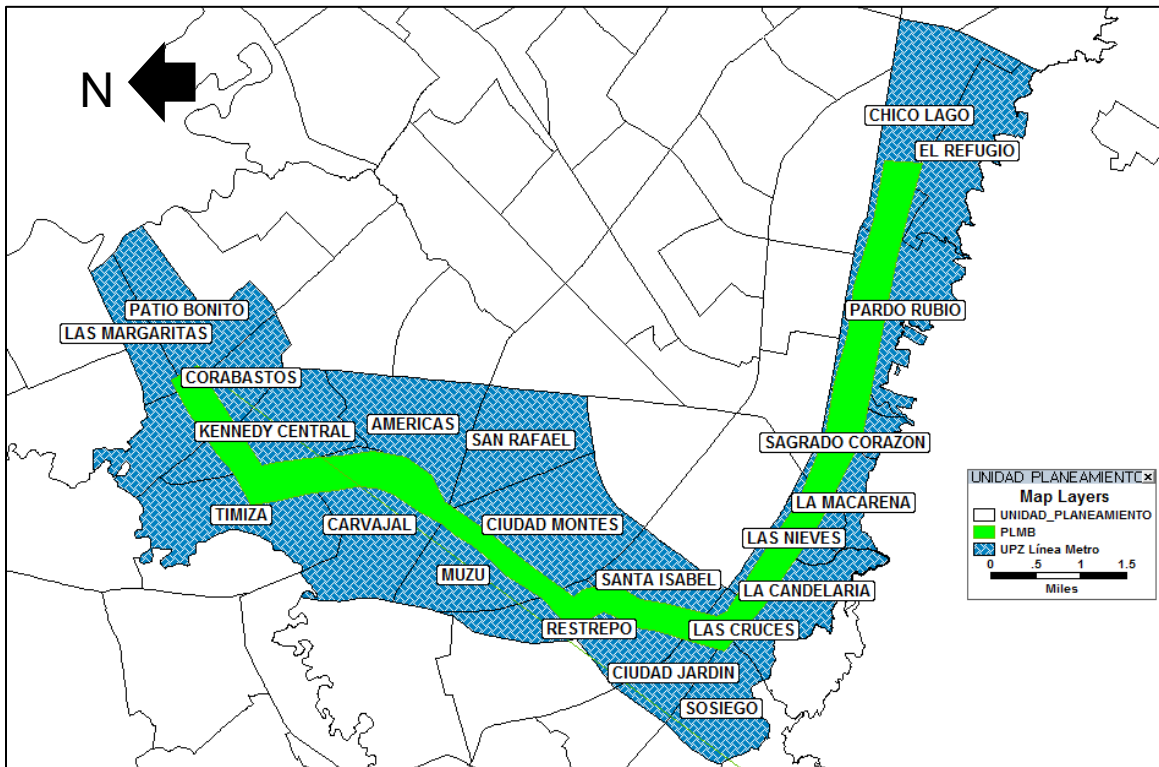 N
CHICO LAGO
EL REFUGIO
PATIO BONITO
PARDO RUBIO
LAS MARGARITAS
CORABASTOS
AMERICAS
KENNEDY CENTRAL
SAN RAFAEL
SAGRADO CORAZON
UNIDAD PLANEAMIENTO
Map Layers
LA MACARENA
UNIDAD_PLANEAMIENTO
TIMIZA
CARVAJAL
CIUDAD MONTES
PLMB
LAS NIEVES
UPZ Línea Metro
0 .5 1 1.5
Miles
MUZU
SANTA ISABEL
LA CANDELARIA
RESTREPO
LAS CRUCES
CIUDAD JARDIN
SOSIEGO